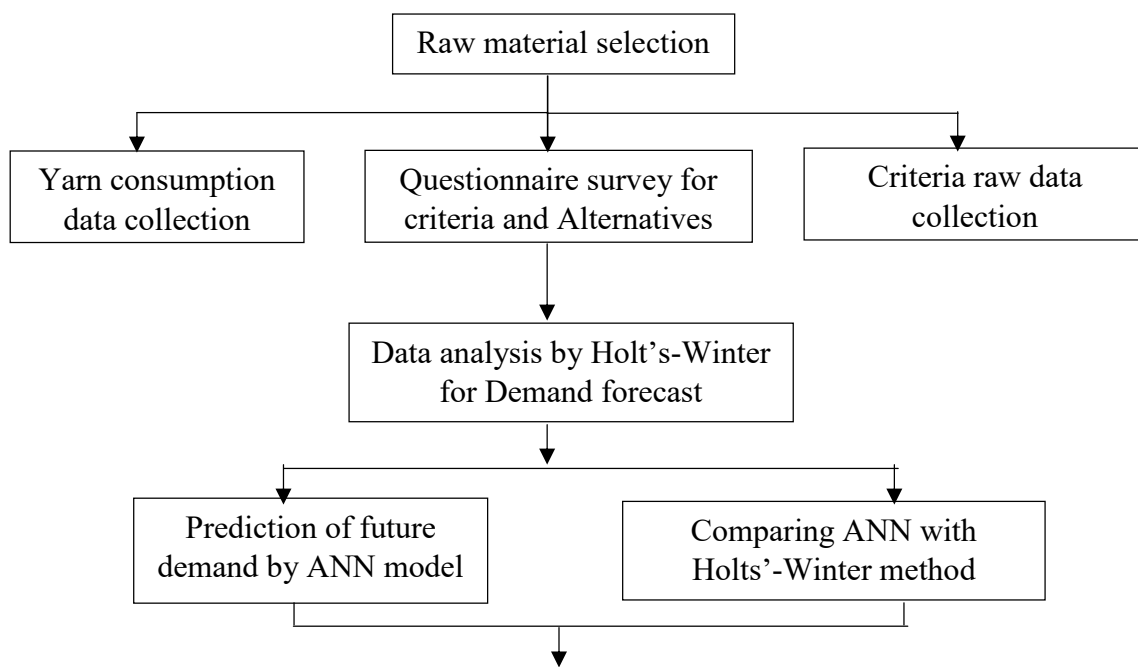 Raw material selection
Yarn consumption
data collection
Questionnaire survey for
criteria and Alternatives
Criteria raw data
collection
Data analysis by Holt’s-Winter
for Demand forecast
Prediction of future
demand by ANN model
Comparing ANN with
Holts’-Winter method